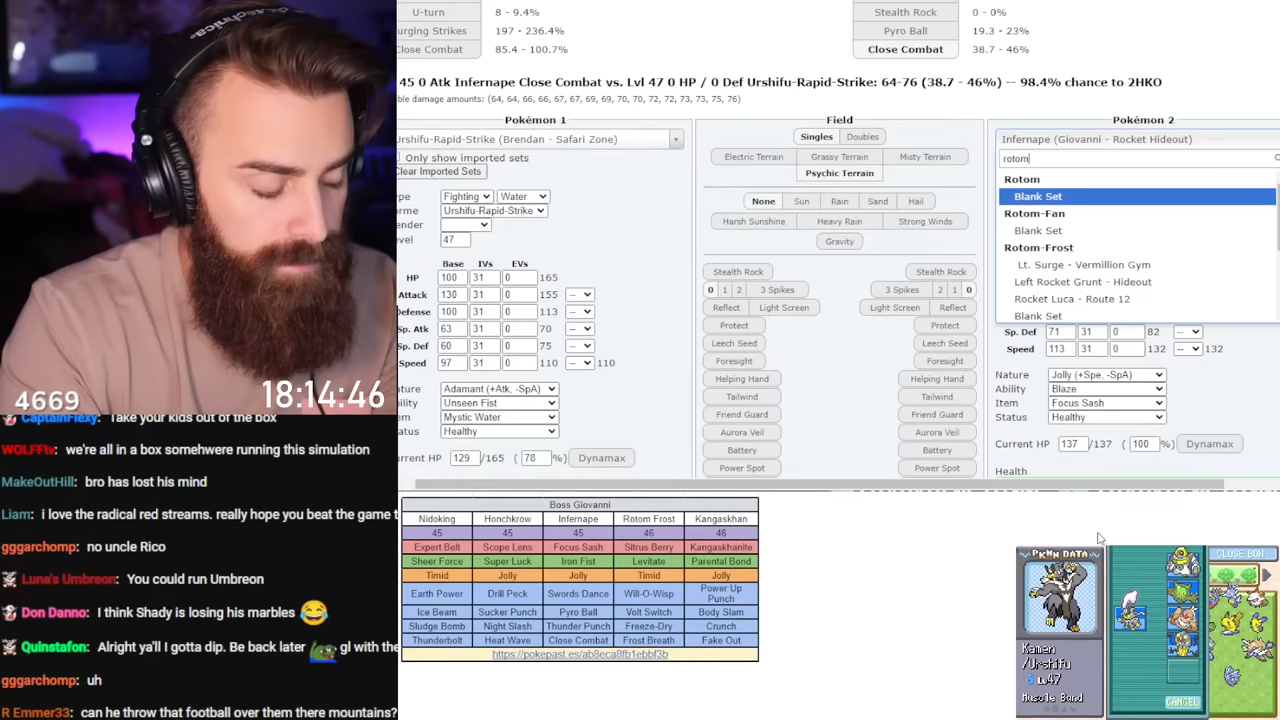 U-turn 8 - 9.4%
urging Strikes 197 - 236.4%
Close Combat 85.4 - 100.7%
Stealth Rock 0 - 0%
Pyro Ball 19.3 - 23%
Close Combat 38.7 - 46%
45 0 Atk Infernape Close Combat vs. Lvl 47 0 HP / 0 Def Urshifu-Rapid-Strike: 64-76 (38.7 - 46%) -- 98.4% chance to 2HKO
ble damage amounts: (64, 64, 66, 66, 67, 67, 69, 69, 70, 70, 72, 72, 73, 73, 75, 76)
Pokémon 1
Urshifu-Rapid-Strike (Brendan - Safari Zone)
Only show imported sets
Clear Imported Sets
ype Fighting Water
orme Urshifu-Rapid-Strike
ender
evel 47
Base IVs EVs
HP 100 31 0 165
Attack 130 31 0 155 --
Defense 100 31 0 113 --
Sp. Atk 63 31 0 70 --
Sp. Def 60 31 0 75 --
Speed 97 31 0 110 -- 110
ature Adamant (+Atk, -SpA)
bility Unseen Fist
Item Mystic Water
Status Healthy
urrent HP 129 /165 ( 78 %) Dynamax
Field
Singles Doubles
Electric Terrain Grassy Terrain Misty Terrain
Psychic Terrain
None Sun Rain Sand Hail
Harsh Sunshine Heavy Rain Strong Winds
Gravity
Stealth Rock Stealth Rock
0 1 2 3 Spikes 3 Spikes 2 1 0
Reflect Light Screen Light Screen Reflect
Protect Protect
Leech Seed Leech Seed
Foresight Foresight
Helping Hand Helping Hand
Tailwind Tailwind
Friend Guard Friend Guard
Aurora Veil Aurora Veil
Battery Battery
Power Spot Power Spot
Pokémon 2
Infernape (Giovanni - Rocket Hideout)
rotom
Rotom
Blank Set
Rotom-Fan
Blank Set
Rotom-Frost
Lt. Surge - Vermillion Gym
Left Rocket Grunt - Hideout
Rocket Luca - Route 12
Blank Set
Sp. Def 71 31 0 82 --
Speed 113 31 0 132 -- 132
Nature Jolly (+Spe, -SpA)
Ability Blaze
Item Focus Sash
Status Healthy
Current HP 137 /137 ( 100 %) Dynamax
Health
4669
18:14:46
CaptainFlexy: Take your kids out of the box
WOLFFtv: we're all in a box somehwere running this simulation
MakeOutHill: bro has lost his mind
Liam: i love the radical red streams. really hope you beat the game t
gggarchomp: no uncle Rico
Luna's Umbreon: You could run Umbreon
Don Danno: I think Shady is losing his marbles
Quinstafon: Alright ya'll I gotta dip. Be back later gl with the
gggarchomp: uh
R Emmer33: can he throw that football over them there mountains?
Boss Giovanni
Nidoking Honchkrow Infernape Rotom Frost Kangaskhan
45 45 45 46 46
Expert Belt Scope Lens Focus Sash Sitrus Berry Kangaskhanite
Sheer Force Super Luck Iron Fist Levitate Parental Bond
Timid Jolly Jolly Timid Jolly
Earth Power Drill Peck Swords Dance Will-O-Wisp Power Up Punch
Ice Beam Sucker Punch Pyro Ball Volt Switch Body Slam
Sludge Bomb Night Slash Thunder Punch Freeze-Dry Crunch
Thunderbolt Heat Wave Close Combat Frost Breath Fake Out
https://pokepast.es/ab8eca8fb1ebbf3b
PKMN DATA
CLOSE BOX
Kamen
/Urshifu
Lv47
Muscle Band
CANCEL